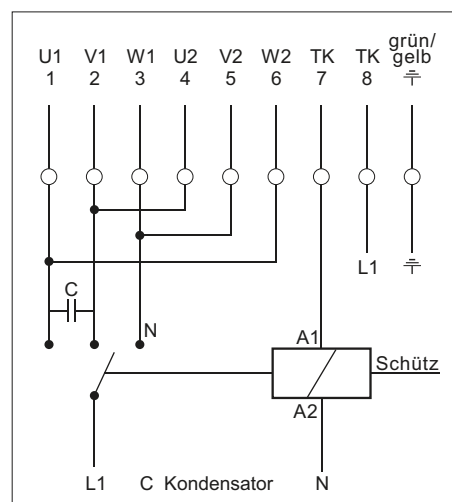 grün/
U1 V1 W1 U2 V2 W2 TK TK gelb
1 2 3 4 5 6 7 8
L1
C
N
A1
Schütz
A2
L1 C Kondensator N